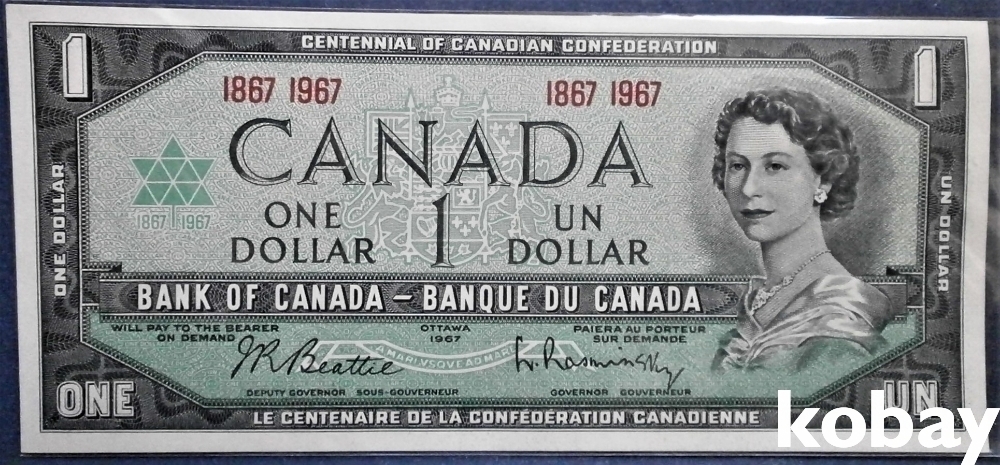 CENTENNIAL OF CANADIAN CONFEDERATION
1 1
1867 1967 1867 1967
CANADA
1867 1967
ONE DOLLAR
ONE
DOLLAR
1
UN
DOLLAR
UN DOLLAR
BANK OF CANADA – BANQUE DU CANADA
WILL PAY TO THE BEARER
ON DEMAND
OTTAWA
1967
PAIERA AU PORTEUR
SUR DEMANDE
A MARI VSQVE AD MARE
J.R. Beattie
L. Rasminsky
DEPUTY GOVERNOR SOUS-GOUVERNEUR
GOVERNOR GOUVERNEUR
ONE UN
LE CENTENAIRE DE LA CONFÉDÉRATION CANADIENNE
kobay